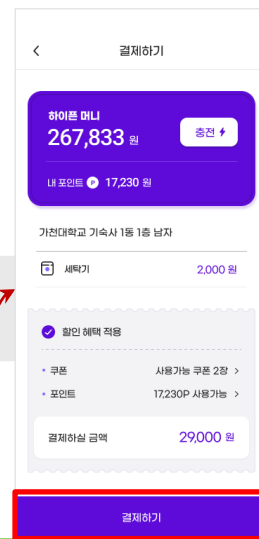 결제하기
하이픈 머니
267,833 원
충전
내 포인트 P 17,230 원
가천대학교 기숙사 1동 1층 남자
세탁기 2,000 원
할인 혜택 적용
• 쿠폰 사용가능 쿠폰 2장 >
• 포인트 17,230P 사용가능 >
결제하실 금액 29,000 원
결제하기